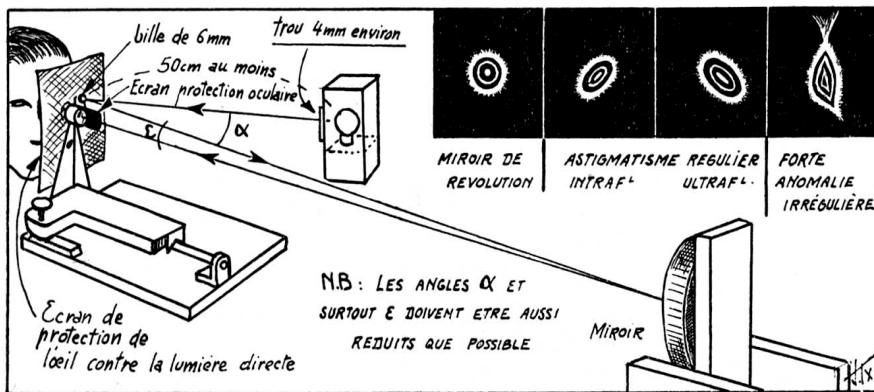 bille de 6mm
trou 4mm environ
50cm au moins
Ecran protection oculaire
α
ε
MIROIR DE
REVOLUTION
ASTIGMATISME REGULIER
INTRAFᴸ ULTRAFᴸ.
FORTE
ANOMALIE
IRRÉGULIÈRE
N.B : LES ANGLES α ET
SURTOUT ε DOIVENT ETRE AUSSI
REDUITS QUE POSSIBLE
MIROIR
Ecran de
protection de
l'œil contre la lumière directe